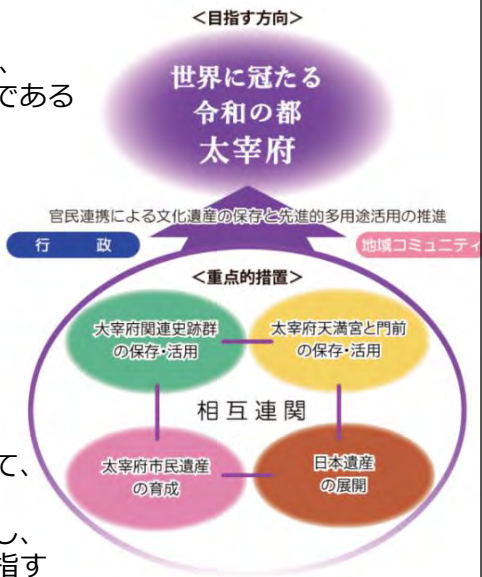 <目指す方向>
世界に冠たる
令和の都
太宰府
、
である
官民連携による文化遺産の保存と先進的多用途活用の推進
行 政
地域コミュニティ
<重点的措置>
大宰府関連史跡群
の保存・活用
太宰府天満宮と門前
の保存・活用
相互連関
太宰府市民遺産
の育成
日本遺産
の展開
て、
し、
指す